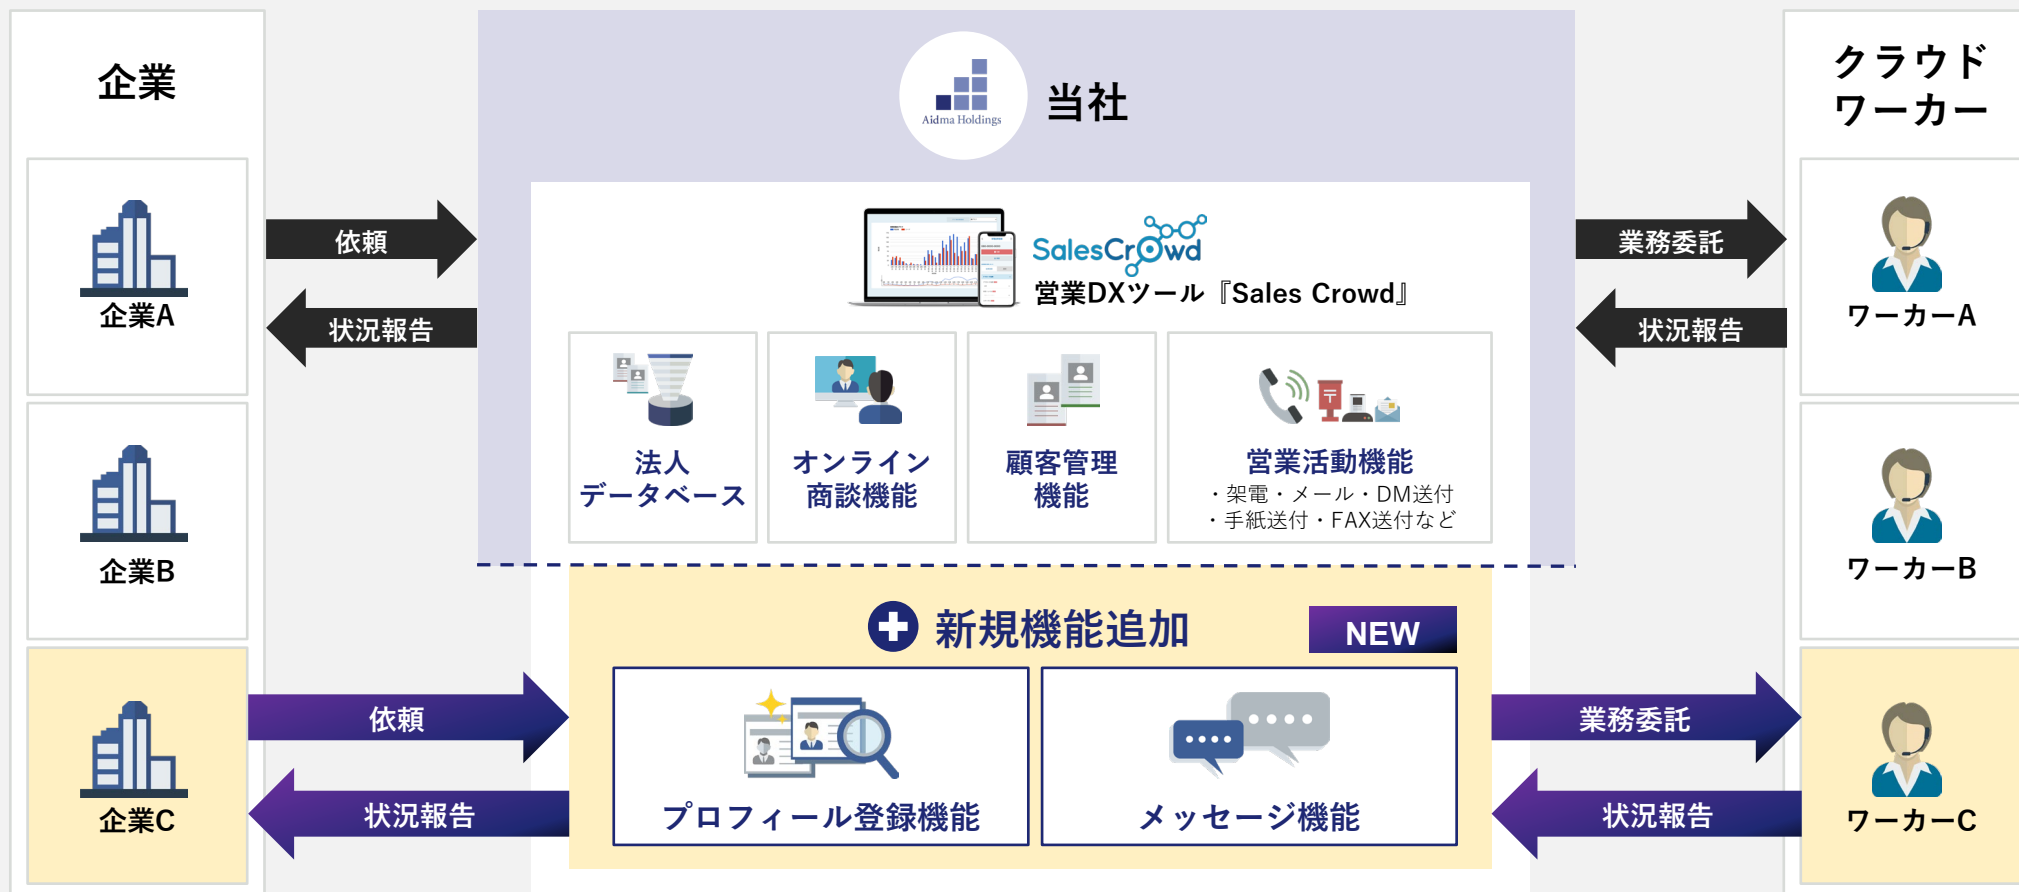 企業
企業A
企業B
企業C
依頼
状況報告
依頼
状況報告
Aidma Holdings
当社
SalesCrowd
営業DXツール『Sales Crowd』
法人
データベース
オンライン
商談機能
顧客管理
機能
営業活動機能
・架電・メール・DM送付
・手紙送付・FAX送付など
新規機能追加
NEW
プロフィール登録機能
メッセージ機能
業務委託
状況報告
業務委託
状況報告
クラウド
ワーカー
ワーカーA
ワーカーB
ワーカーC